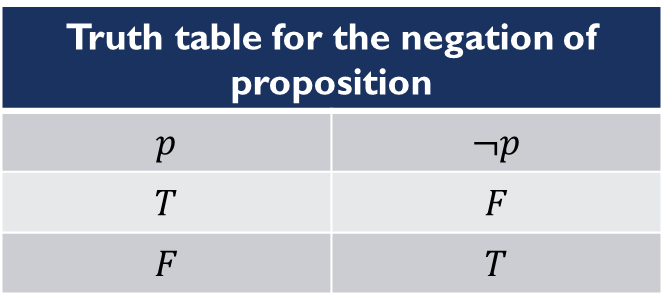 Truth table for the negation of
proposition
p ¬p
T F
F T